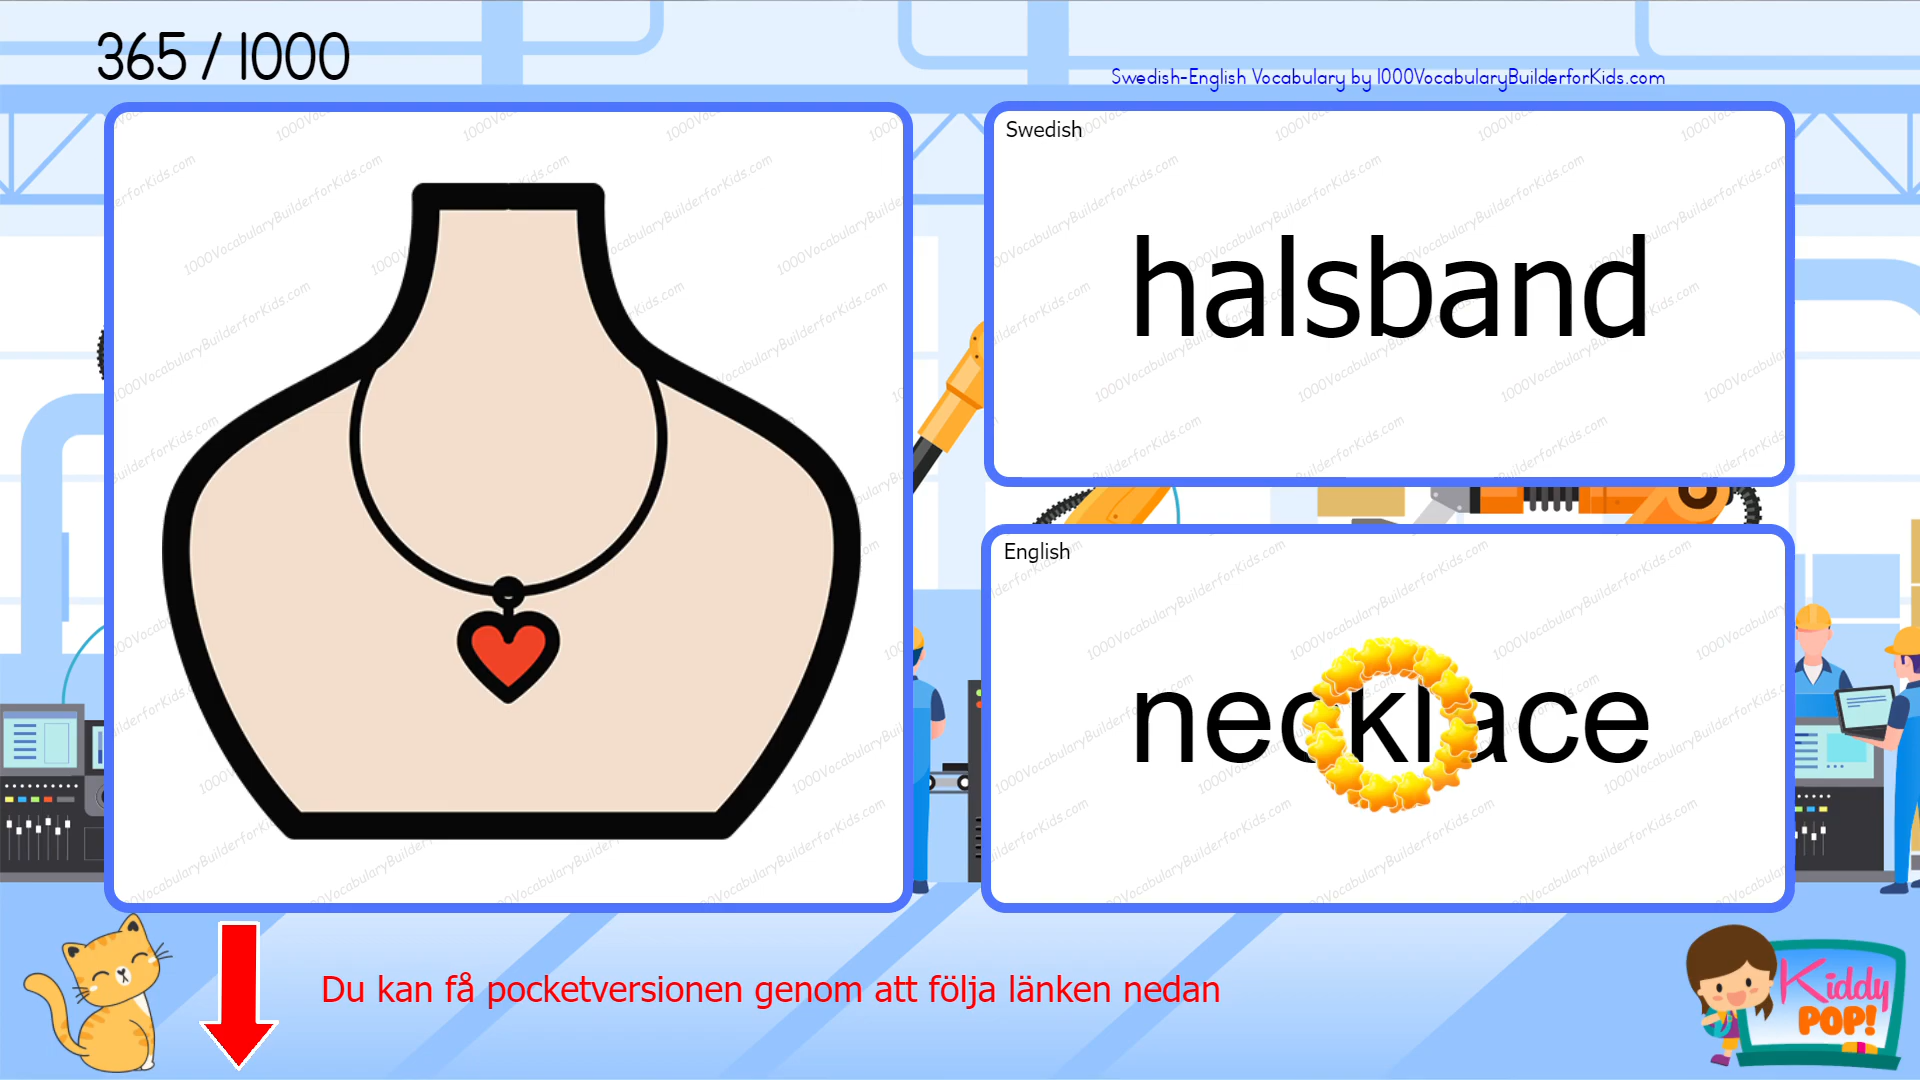 365 / 1000
Swedish-English Vocabulary by 1000VocabularyBuilderforKids.com
Swedish
halsband
English
necklace
Du kan få pocketversionen genom att följa länken nedan
Kiddy
POP!